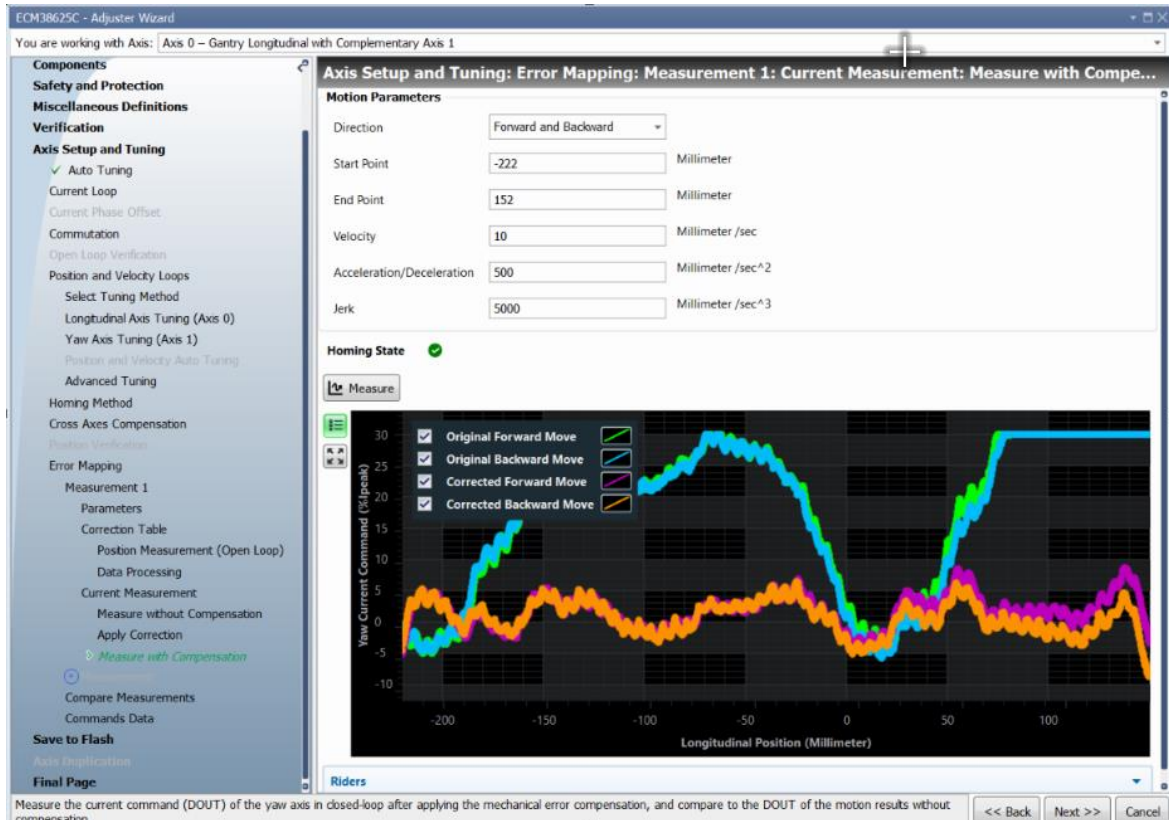 ECM38625C - Adjuster Wizard
You are working with Axis: Axis 0 – Gantry Longitudinal with Complementary Axis 1
Components
Safety and Protection
Miscellaneous Definitions
Verification
Axis Setup and Tuning
Auto Tuning
Current Loop
Current Phase Offset
Commutation
Open Loop Verification
Position and Velocity Loops
Select Tuning Method
Longtudinal Axis Tuning (Axis 0)
Yaw Axis Tuning (Axis 1)
Position and Velocity Auto Tuning
Advanced Tuning
Homing Method
Cross Axes Compensation
Position Verification
Error Mapping
Measurement 1
Parameters
Correction Table
Postion Measurement (Open Loop)
Data Processing
Current Measurement
Measure without Compensation
Apply Correction
Measure with Compensation
Compare Measurements
Commands Data
Save to Flash
Axis Duplication
Final Page
Axis Setup and Tuning: Error Mapping: Measurement 1: Current Measurement: Measure with Compe...
Motion Parameters
Direction Forward and Backward
Start Point -222 Millimeter
End Point 152 Millimeter
Velocity 10 Millimeter /sec
Acceleration/Deceleration 500 Millimeter /sec^2
Jerk 5000 Millimeter /sec^3
Homing State
Measure
Original Forward Move
Original Backward Move
Corrected Forward Move
Corrected Backward Move
Yaw Current Command (%Ipeak)
30
25
20
15
10
5
0
-5
-10
-200 -150 -100 -50 0 50 100
Longitudinal Position (Millimeter)
Riders
Measure the current command (DOUT) of the yaw axis in closed-loop after applying the mechanical error compensation, and compare to the DOUT of the motion results without
compensation
<< Back Next >> Cancel